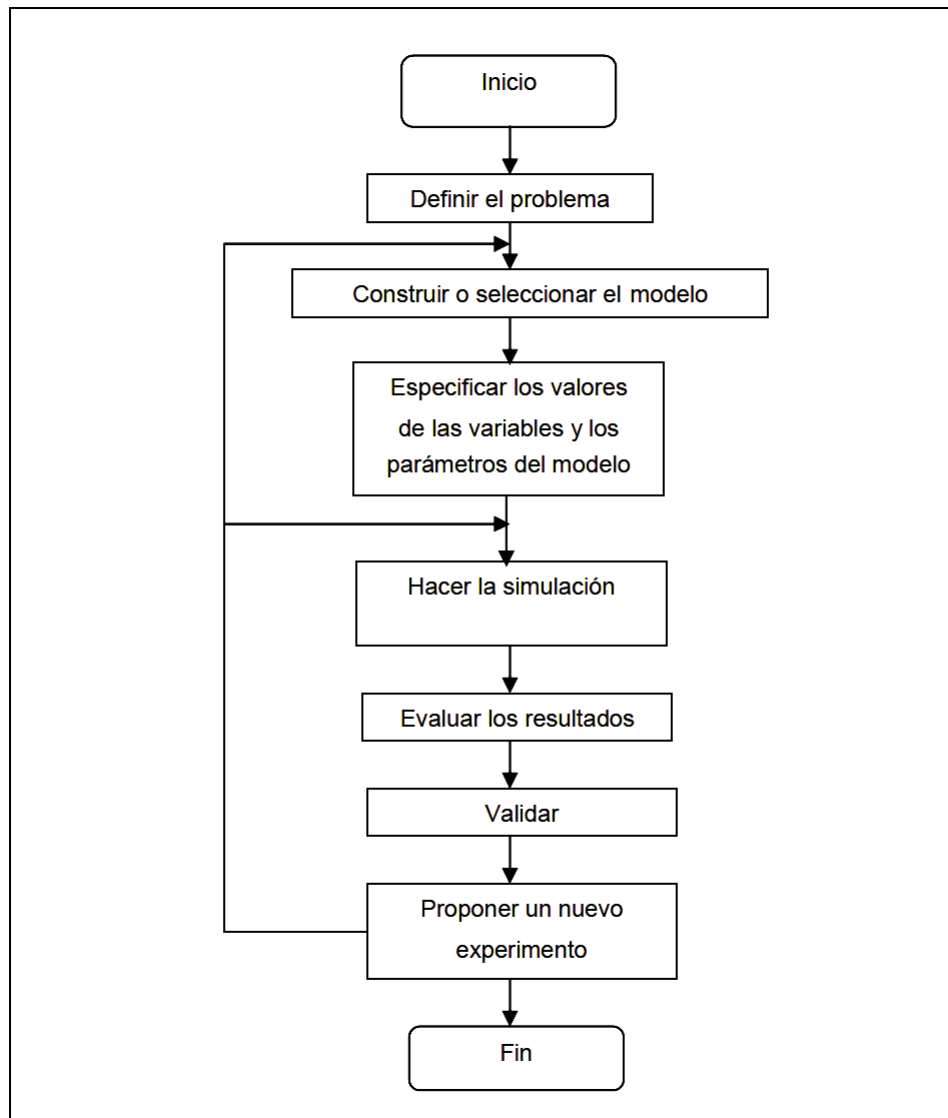 Inicio
Definir el problema
Construir o seleccionar el modelo
Especificar los valores
de las variables y los
parámetros del modelo
Hacer la simulación
Evaluar los resultados
Validar
Proponer un nuevo
experimento
Fin